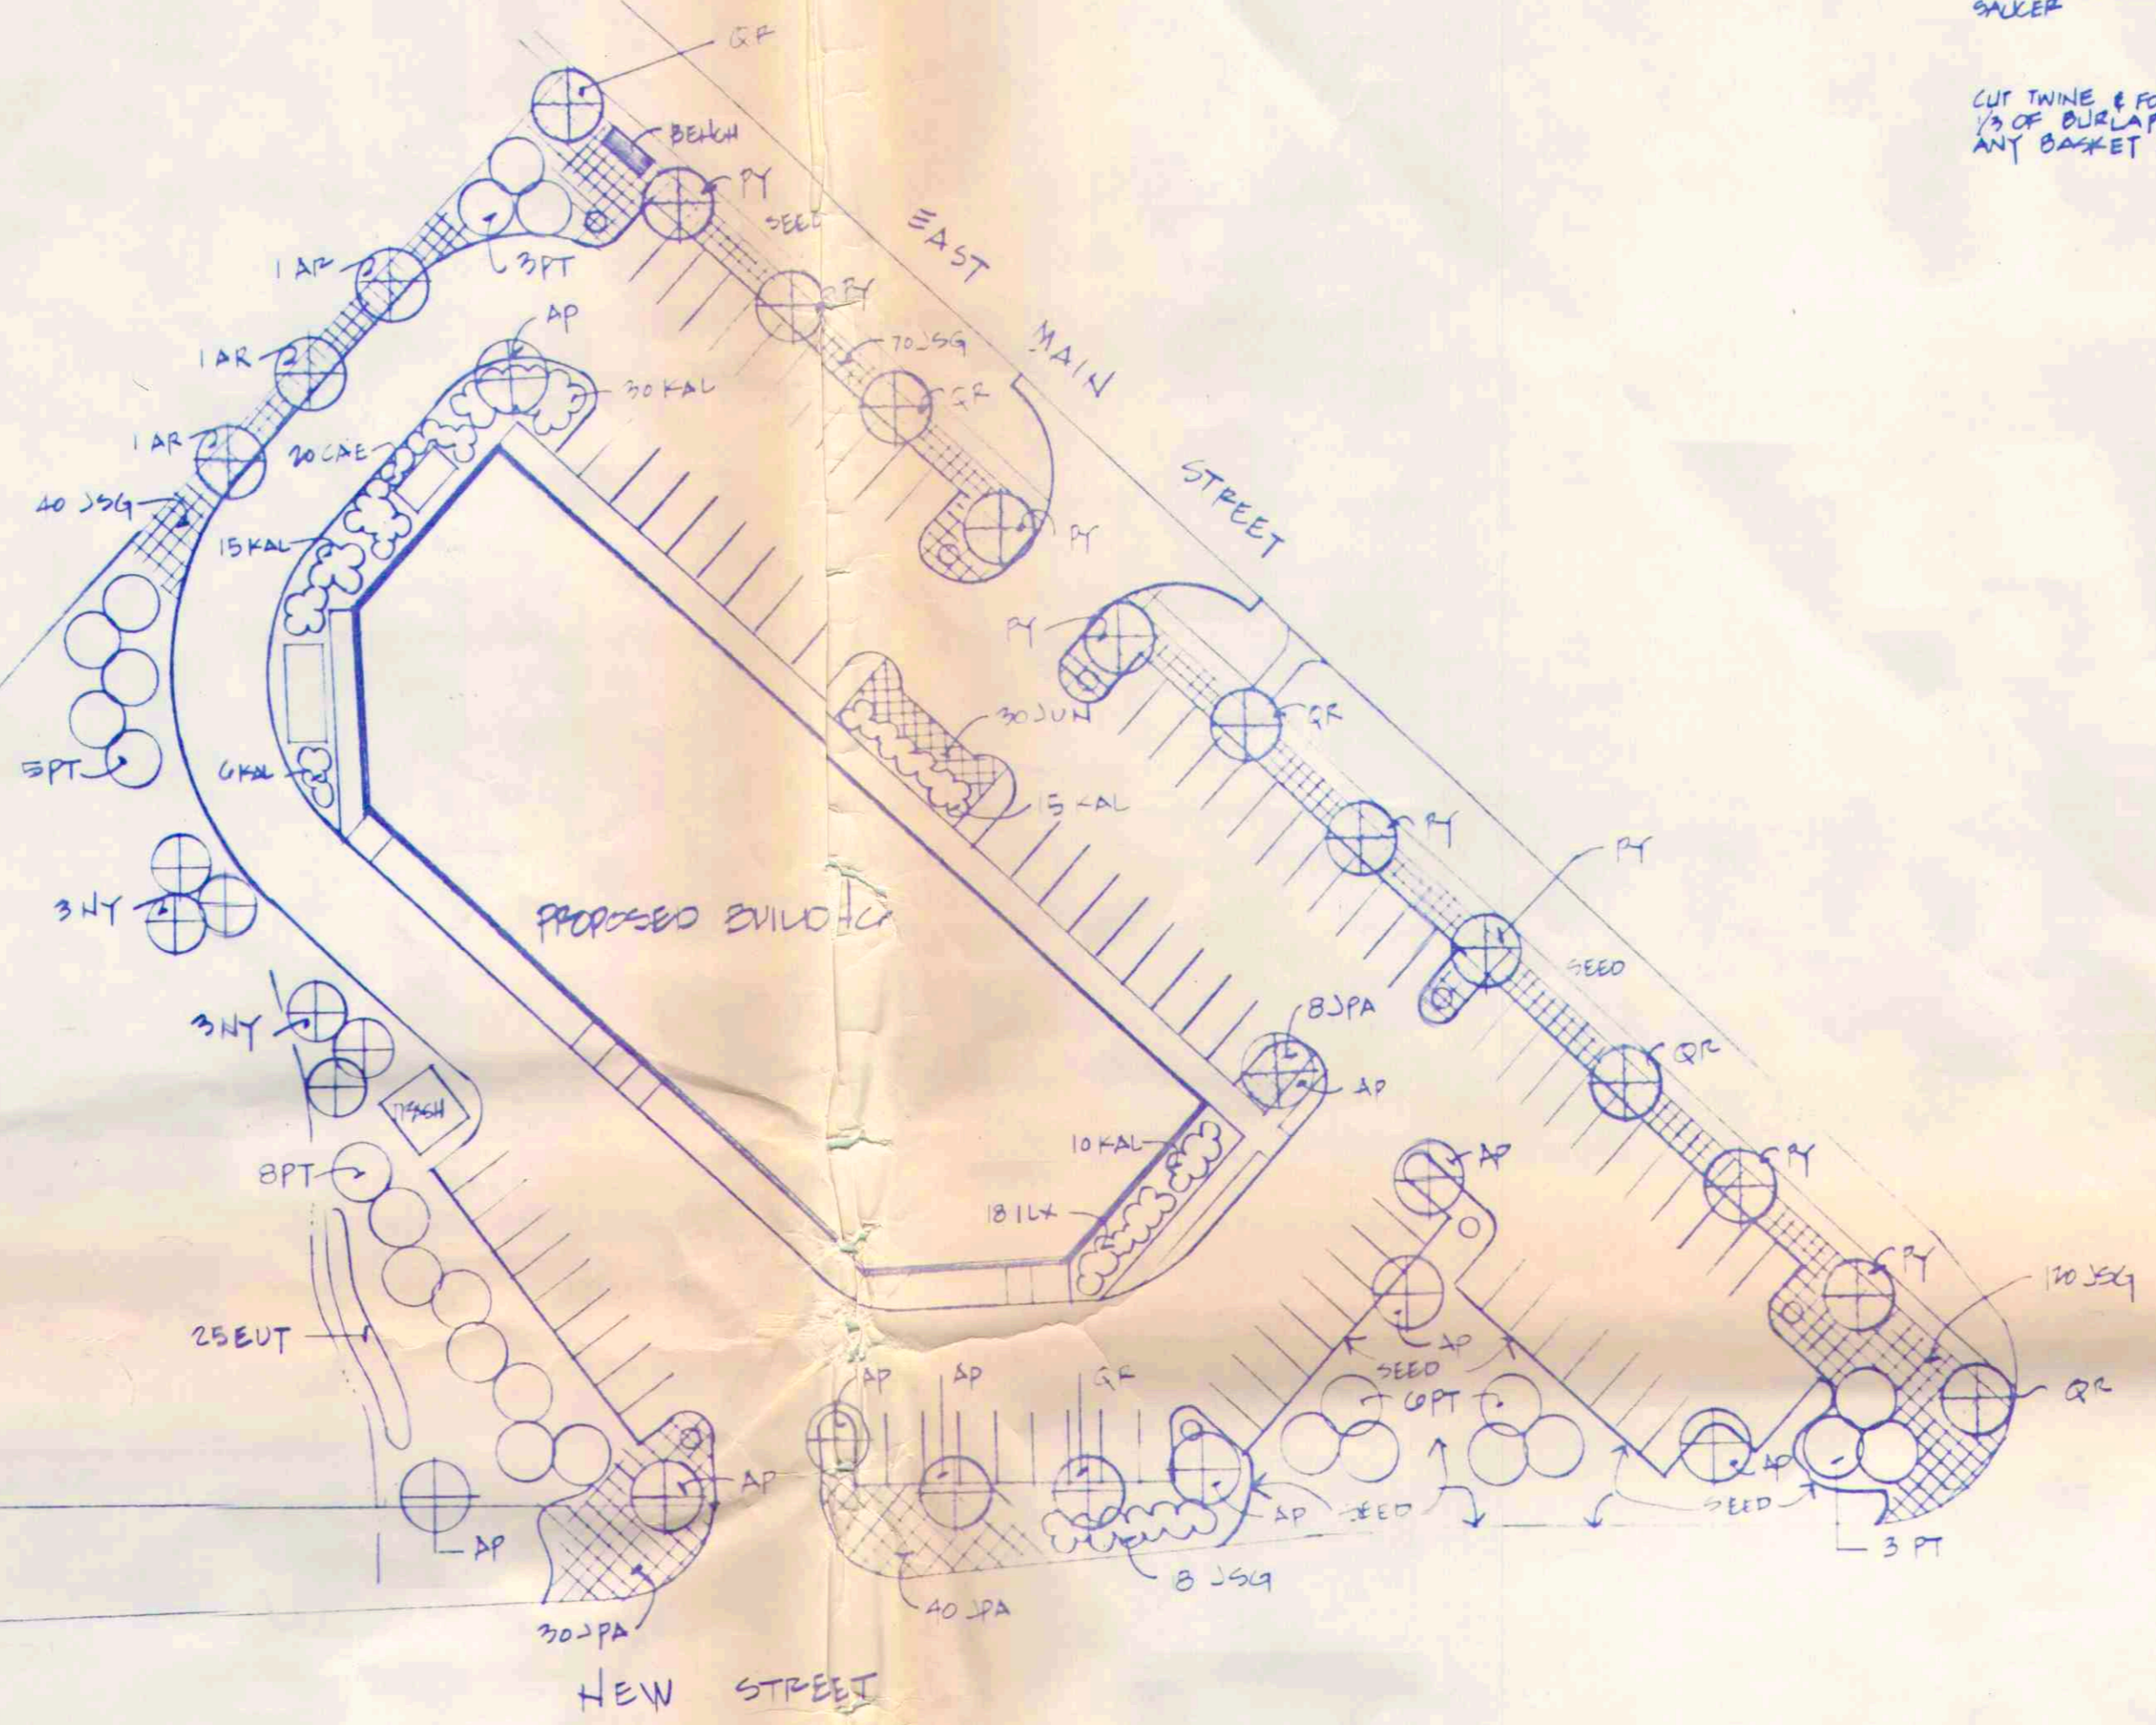 SAUCER
CUT TWINE & FO
1/3 OF BURLAP
ANY BASKET
QR
BENCH
PY
SEED
1 AR
3PT
PY
AP
EAST
MAIN
STREET
1 AR
70 JSG
30 KAL
QR
1 AR
20 CAE
40 JSG
15 KAL
PY
PY
30 JUN
QR
5PT
6 KAL
15 KAL
PY
PY
3 NY
PROPOSED BUILDING
SEED
3 NY
8 JPA
QR
TRASH
AP
10 KAL
AP
PY
8PT
18 ILX
PY
120 JSG
25 EUT
AP
SEED
AP
AP
QR
6PT
QR
AP
AP
AP
SEED
SEED
AP
3 PT
8 JSG
40 JPA
30 JPA
NEW STREET